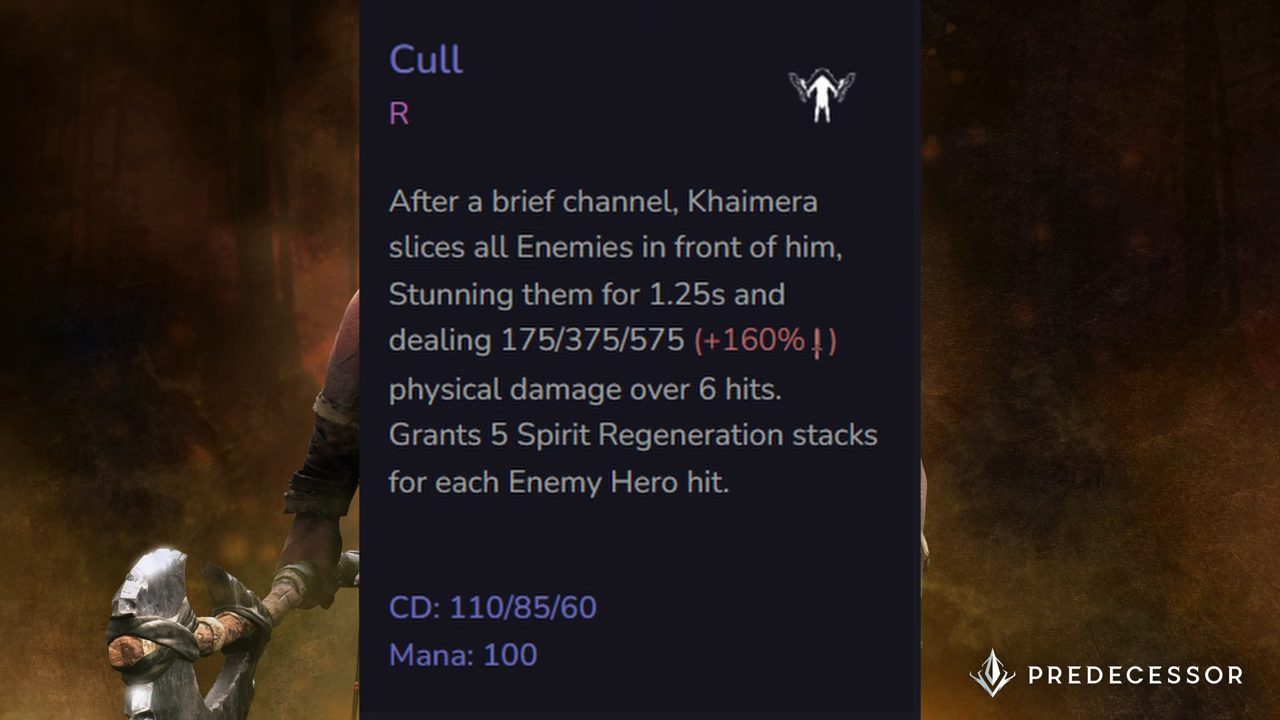 Cull
R
After a brief channel, Khaimera
slices all Enemies in front of him,
Stunning them for 1.25s and
dealing 175/375/575 (+160%)
physical damage over 6 hits.
Grants 5 Spirit Regeneration stacks
for each Enemy Hero hit.
CD: 110/85/60
Mana: 100
PREDECESSOR